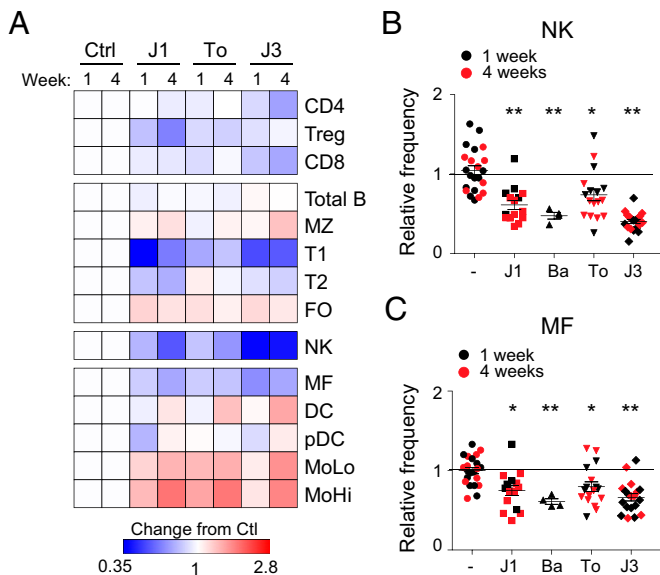 A
Ctrl J1 To J3
Week: 1 4 1 4 1 4 1 4
CD4
Treg
CD8
Total B
MZ
T1
T2
FO
NK
MF
DC
pDC
MoLo
MoHi
Change from Ctl
0.35 1 2.8
B NK
1 week
4 weeks
Relative frequency
2
1
0
** ** * **
- J1 Ba To J3
C MF
1 week
4 weeks
Relative frequency
2
1
0
* ** * **
- J1 Ba To J3